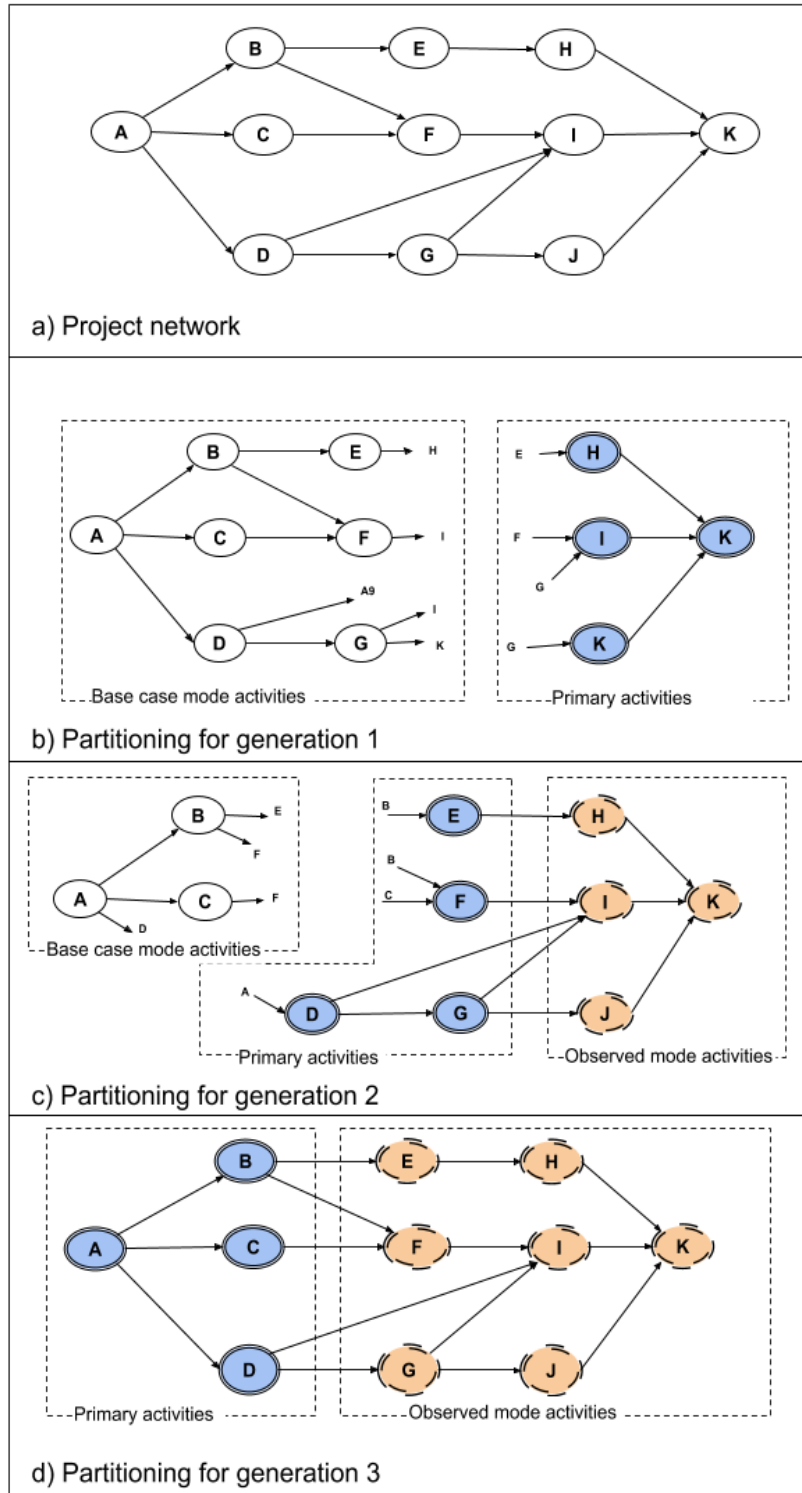 B E H
A C F I K
D G J
a) Project network
B E H
A C F I
A9
D G I
K
Base case mode activities
E H
F I K
G
G K
Primary activities
b) Partitioning for generation 1
B E
F
A C F
D
Base case mode activities
B E H
B
C F I K
A
D G J
Primary activities
Observed mode activities
c) Partitioning for generation 2
B E H
A C F I K
D G J
Primary activities
Observed mode activities
d) Partitioning for generation 3